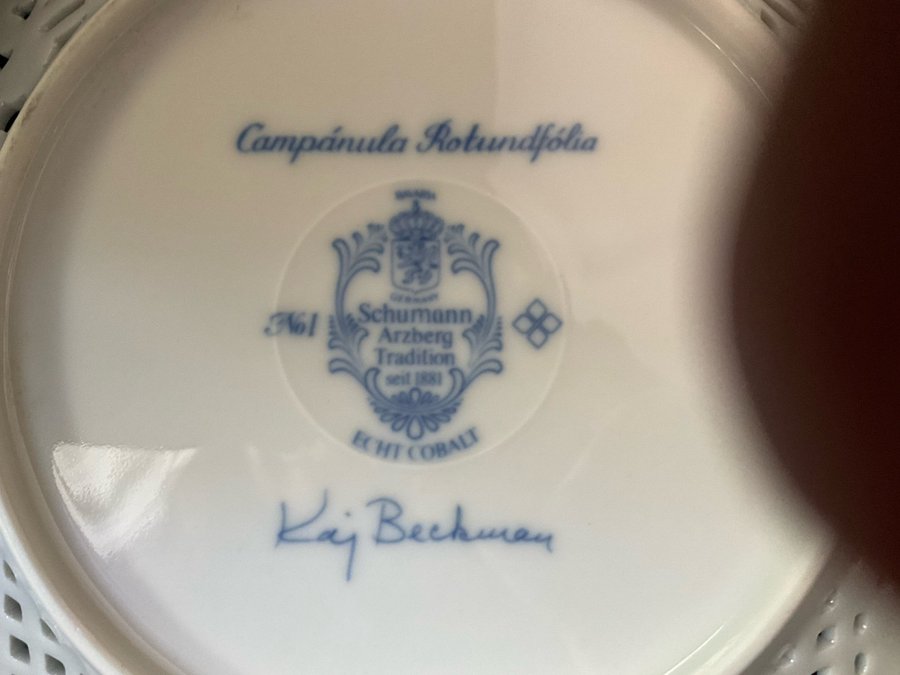 Campánula Rotundfólia
BAVARIA
GERMANY
No1
Schumann
Arzberg
Tradition
seit 1881
ECHT COBALT
Kaj Beckman